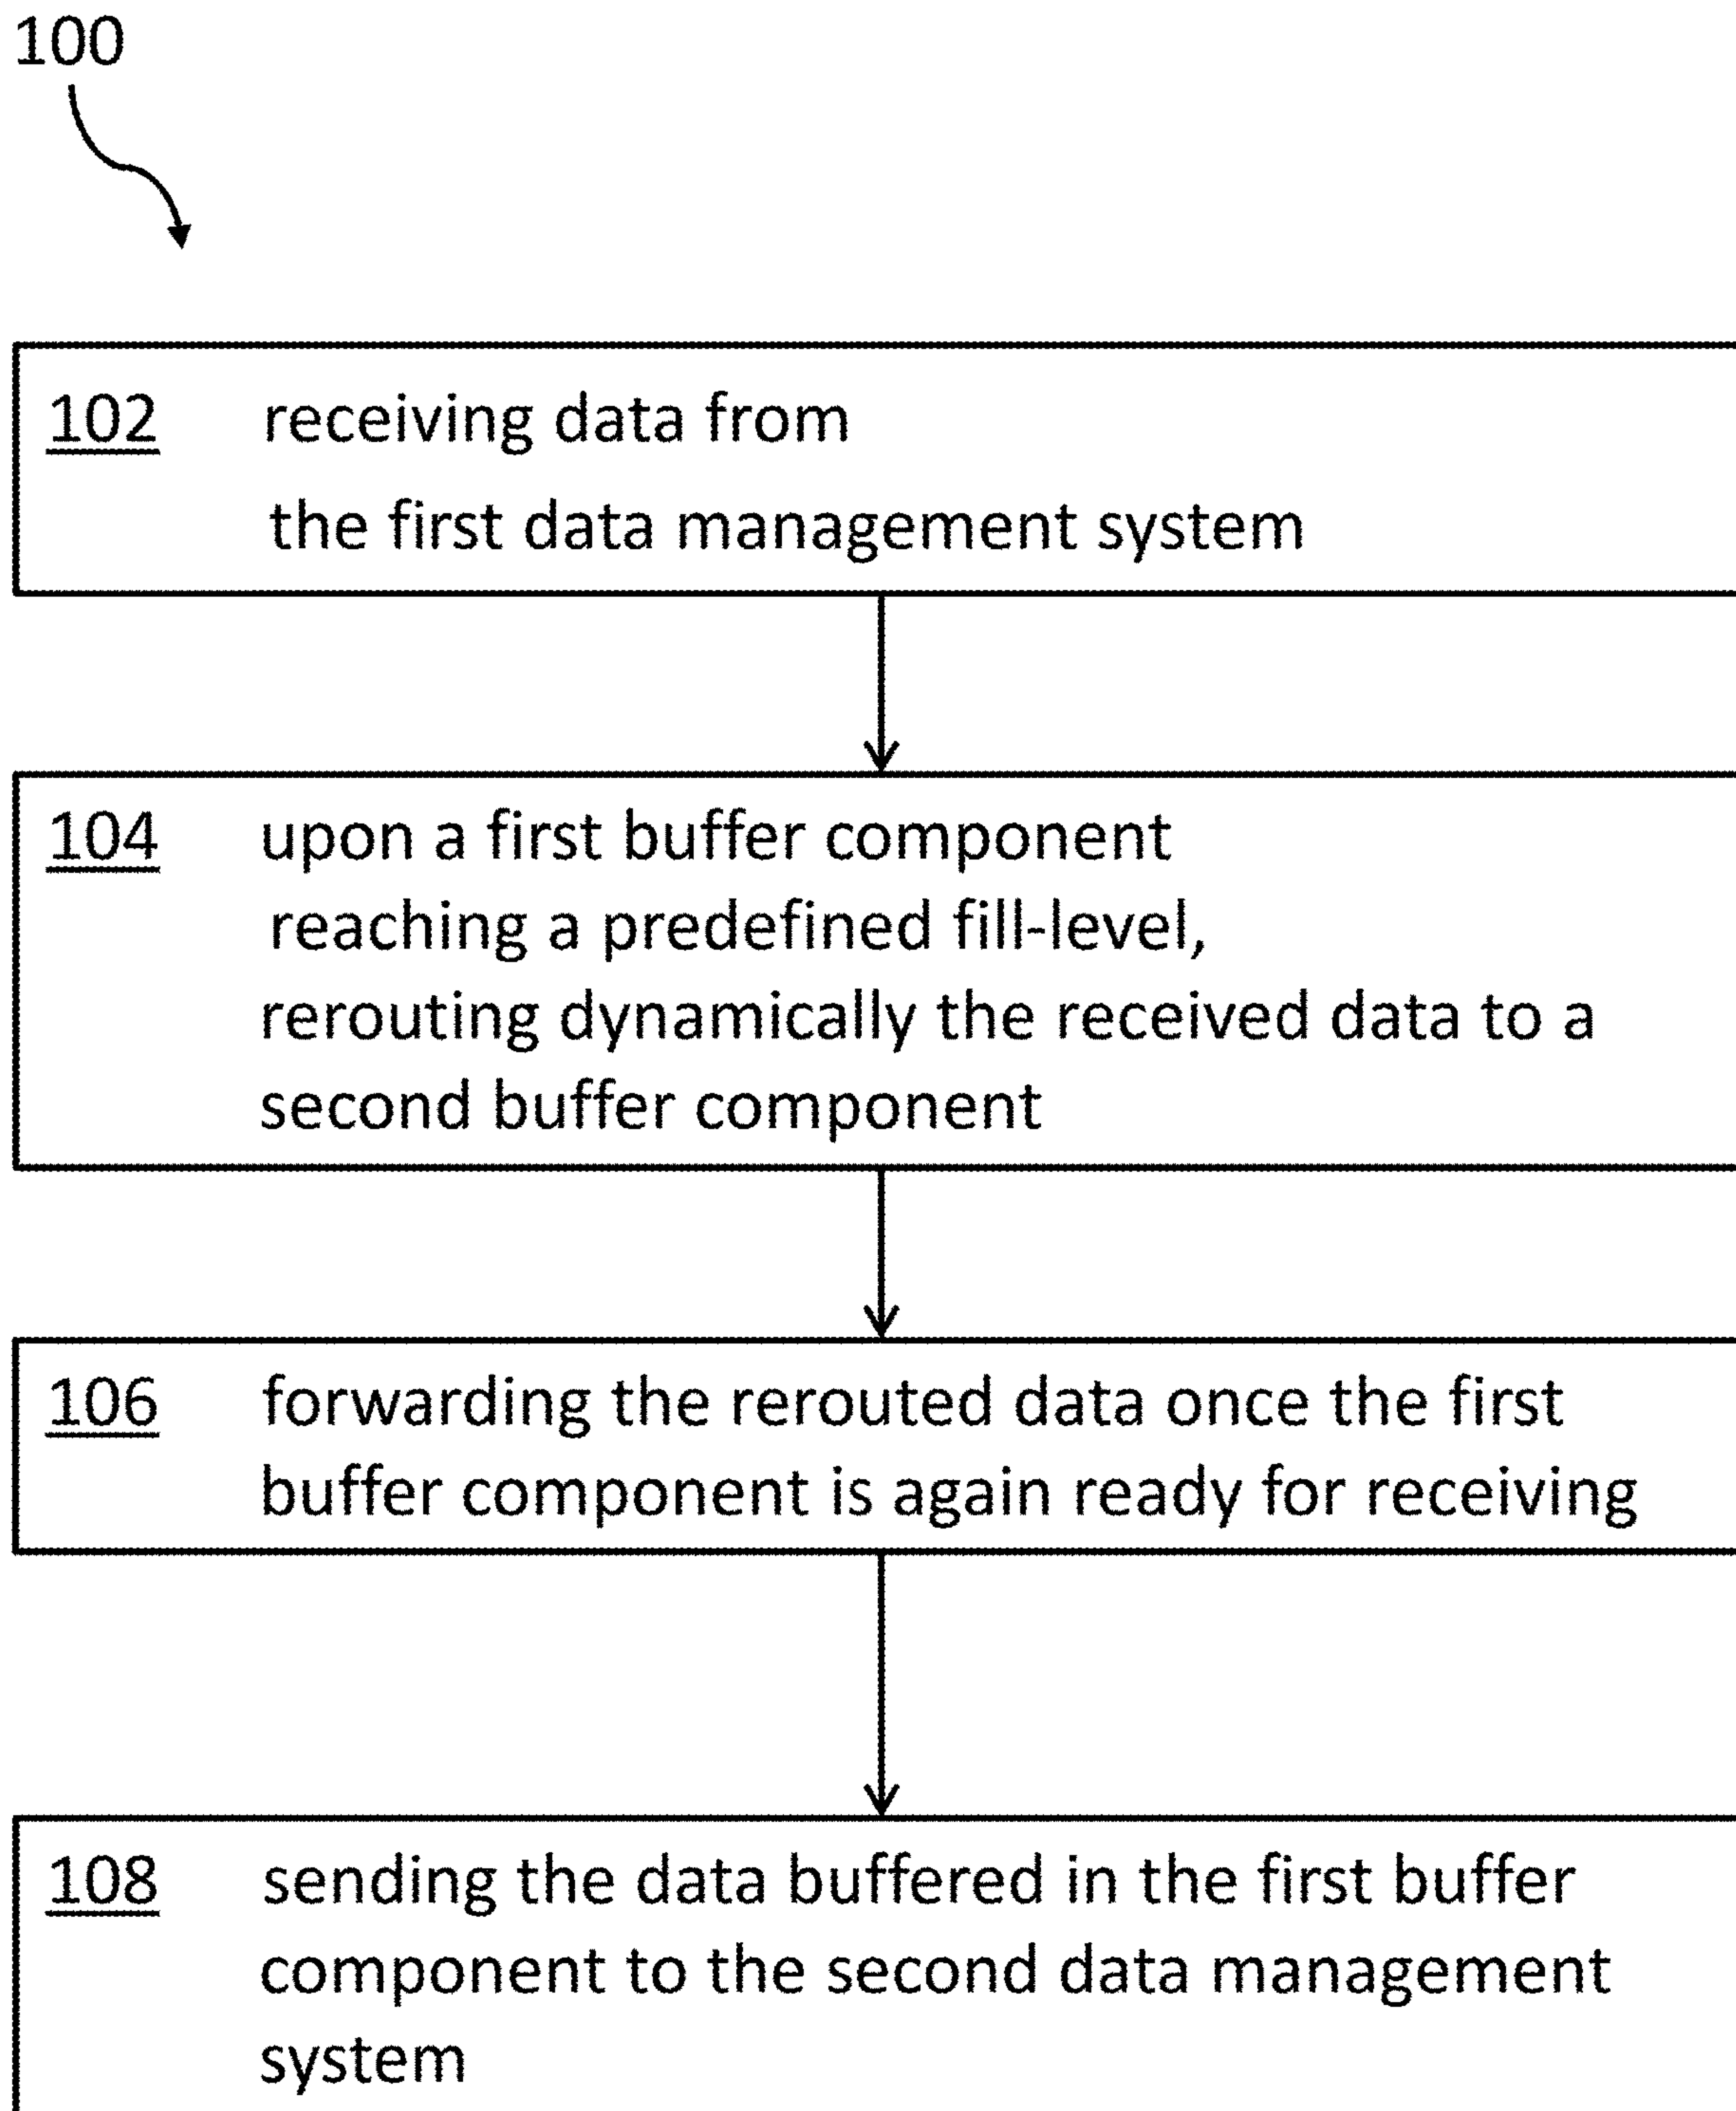 100
102 receiving data from
the first data management system
104 upon a first buffer component
reaching a predefined fill-level,
rerouting dynamically the received data to a
second buffer component
106 forwarding the rerouted data once the first
buffer component is again ready for receiving
108 sending the data buffered in the first buffer
component to the second data management
system